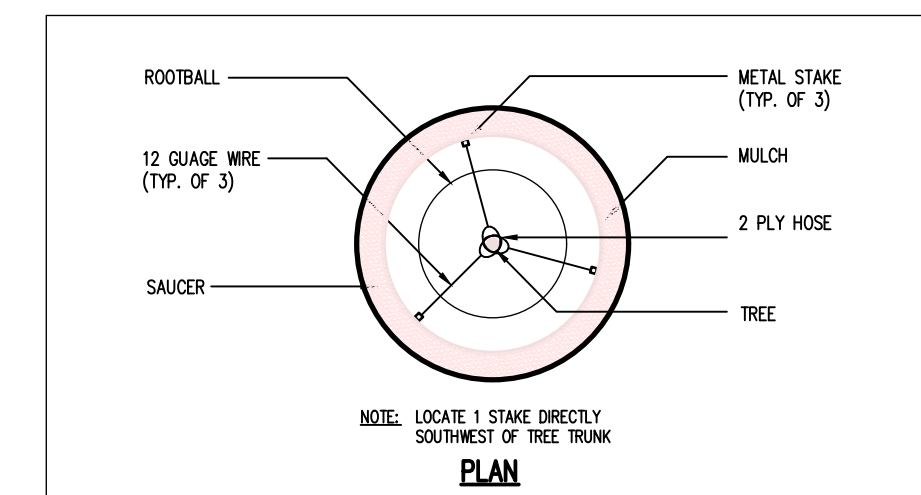 ROOTBALL
METAL STAKE
(TYP. OF 3)
12 GUAGE WIRE
(TYP. OF 3)
MULCH
2 PLY HOSE
SAUCER
TREE
NOTE: LOCATE 1 STAKE DIRECTLY
SOUTHWEST OF TREE TRUNK
PLAN